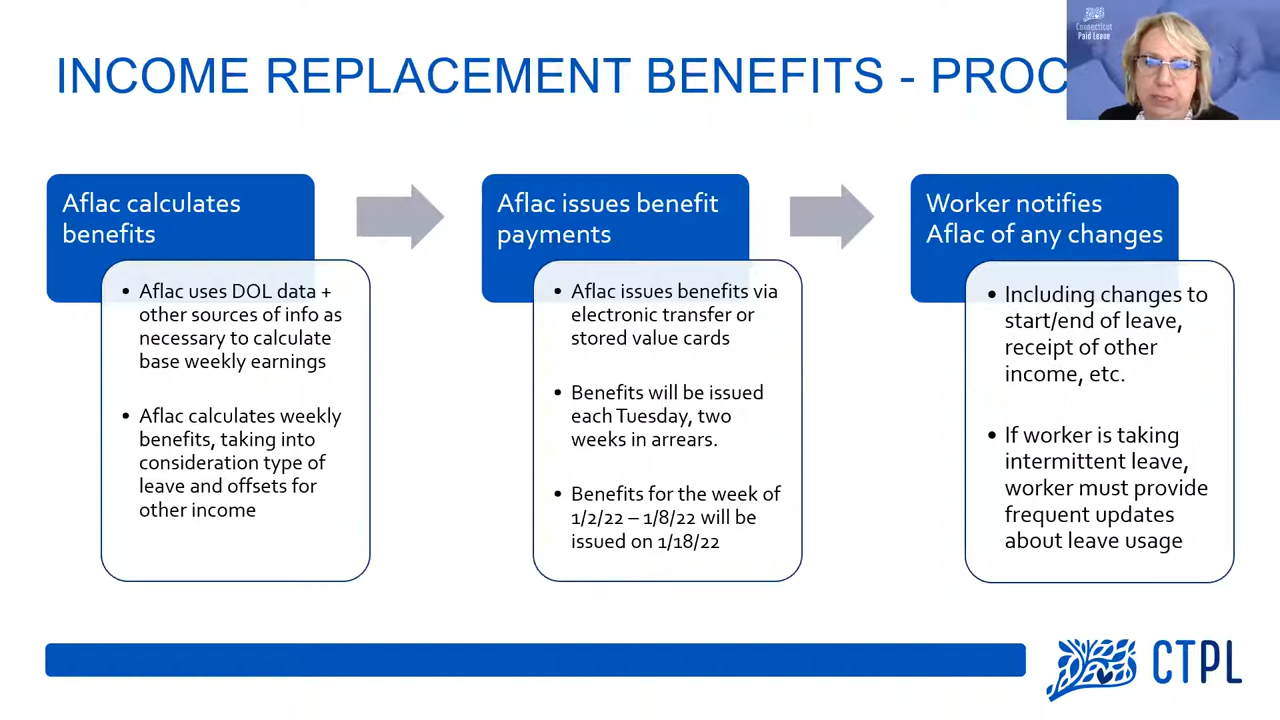 INCOME REPLACEMENT BENEFITS - PROC
Connecticut
Paid Leave
Aflac calculates
benefits
• Aflac uses DOL data +
other sources of info as
necessary to calculate
base weekly earnings
• Aflac calculates weekly
benefits, taking into
consideration type of
leave and offsets for
other income
Aflac issues benefit
payments
• Aflac issues benefits via
electronic transfer or
stored value cards
• Benefits will be issued
each Tuesday, two
weeks in arrears.
• Benefits for the week of
1/2/22 – 1/8/22 will be
issued on 1/18/22
Worker notifies
Aflac of any changes
• Including changes to
start/end of leave,
receipt of other
income, etc.
• If worker is taking
intermittent leave,
worker must provide
frequent updates
about leave usage
CTPL